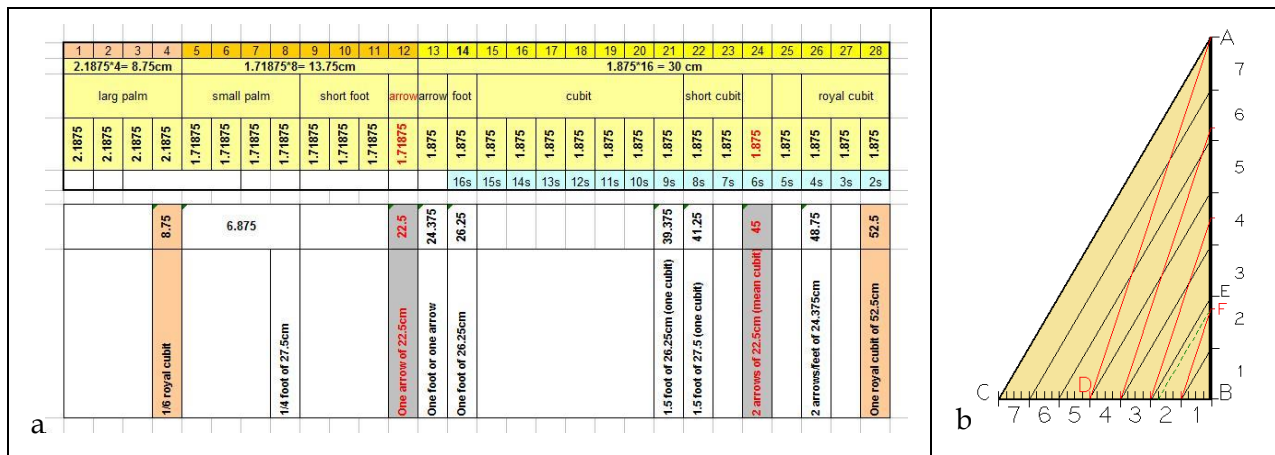 1 2 3 4 5 6 7 8 9 10 11 12 13 14 15 16 17 18 19 20 21 22 23 24 25 26 27 28
2.1875*4= 8.75cm 1.71875*8= 13.75cm 1.875*16 = 30 cm
larg palm small palm short foot arrow arrow foot cubit short cubit royal cubit
2.1875 2.1875 2.1875 2.1875 1.71875 1.71875 1.71875 1.71875 1.71875 1.71875 1.71875 1.71875 1.875 1.875 1.875 1.875 1.875 1.875 1.875 1.875 1.875 1.875 1.875 1.875 1.875 1.875 1.875 1.875
16s 15s 14s 13s 12s 11s 10s 9s 8s 7s 6s 5s 4s 3s 2s
8.75 6.875 22.5 24.375 26.25 39.375 41.25 45 48.75 52.5
1/6 royal cubit
1/4 foot of 27.5cm
One arrow of 22.5cm
One foot or one arrow
One foot of 26.25cm
1.5 foot of 26.25cm (one cubit)
1.5 foot of 27.5 (one cubit)
2 arrows of 22.5cm (mean cubit)
2 arrows/feet of 24.375cm
One royal cubit of 52.5cm
a
A
7
6
5
4
3
E
F
2
1
C D B
7 6 5 4 3 2 1
b